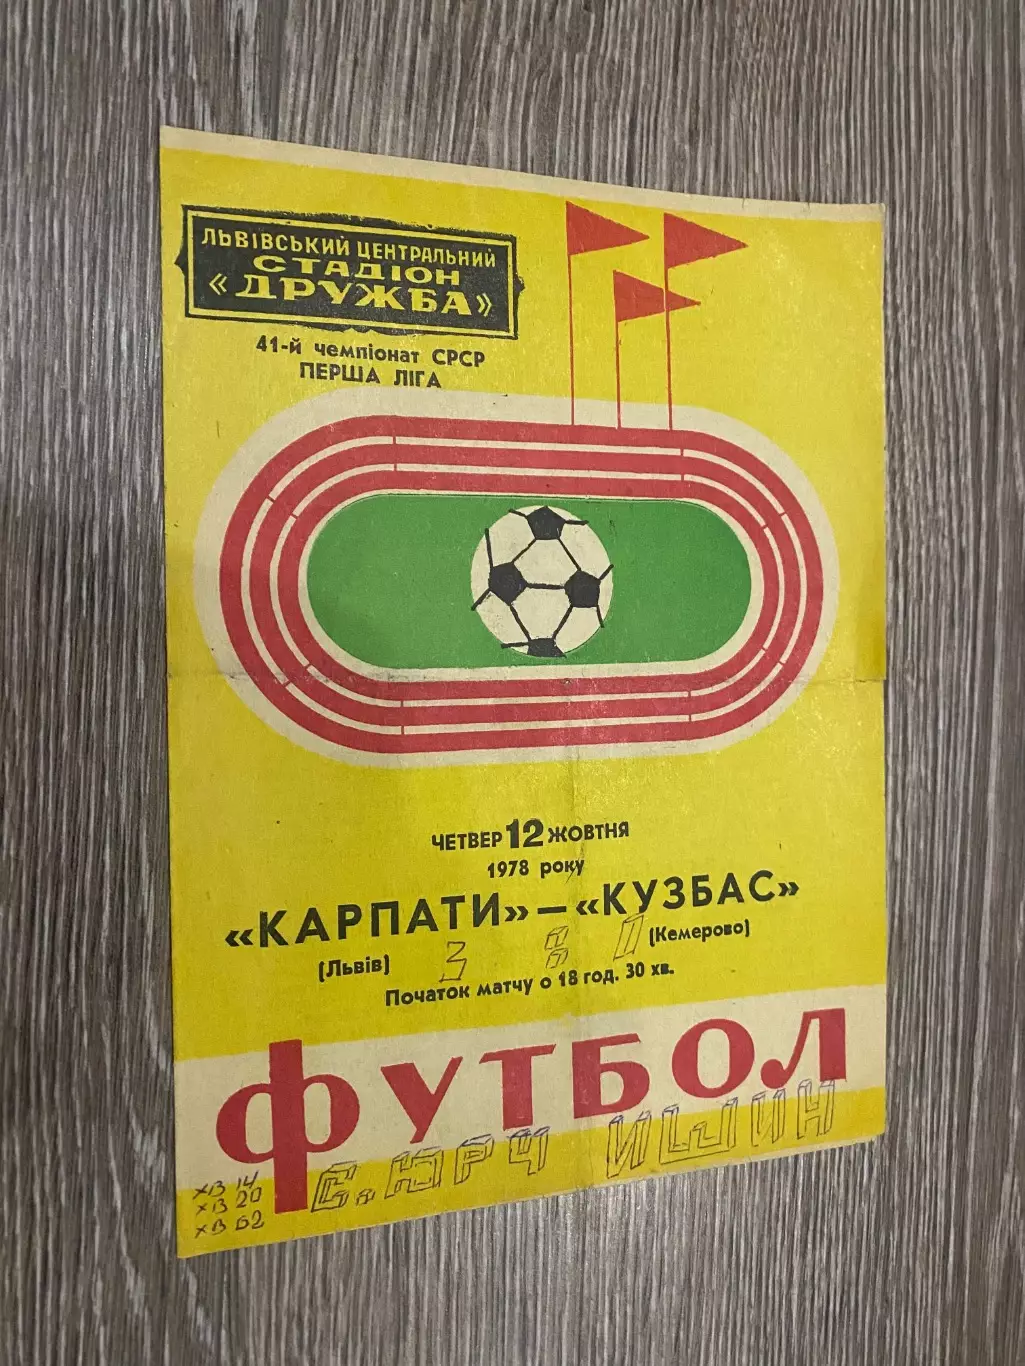 ЛЬВІВСЬКИЙ ЦЕНТРАЛЬНИЙ
СТАДІОН
«ДРУЖБА»
41-й чемпіонат СРСР
ПЕРША ЛІГА
ЧЕТВЕР 12 ЖОВТНЯ
1978 року
«КАРПАТИ» — «КУЗБАС»
(Львів) 3 : 1 (Кемерово)
Початок матчу о 18 год. 30 хв.
ФУТБОЛ
ХВ 14
ХВ 20
ХВ 62
С. ЮРЧИШИН